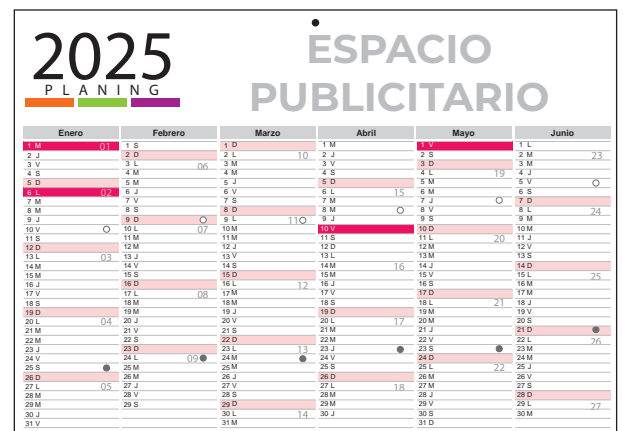 2025
PLANING
ESPACIO
PUBLICITARIO
Enero
1 M 01
2 J
3 V
4 S
5 D
6 L 02
7 M
8 M
9 J
10 V
11 S
12 D
13 L 03
14 M
15 M
16 J
17 V
18 S
19 D
20 L 04
21 M
22 M
23 J
24 V
25 S
26 D
27 L 05
28 M
29 M
30 J
31 V
Febrero
1 S
2 D
3 L 06
4 M
5 M
6 J
7 V
8 S
9 D
10 L 07
11 M
12 M
13 J
14 V
15 S
16 D
17 L 08
18 M
19 M
20 J
21 V
22 S
23 D
24 L 09
25 M
26 M
27 J
28 V
29 S
Marzo
1 D
2 L 10
3 M
4 M
5 J
6 V
7 S
8 D
9 L 11
10 M
11 M
12 J
13 V
14 S
15 D
16 L 12
17 M
18 M
19 J
20 V
21 S
22 D
23 L 13
24 M
25 M
26 J
27 V
28 S
29 D
30 L 14
31 M
Abril
1 M
2 J
3 V
4 S
5 D
6 L 15
7 M
8 M
9 J
10 V
11 S
12 D
13 L
14 M 16
15 M
16 J
17 V
18 S
19 D
20 L 17
21 M
22 M
23 J
24 V
25 S
26 D
27 L 18
28 M
29 M
30 J
Mayo
1 V
2 S
3 D
4 L 19
5 M
6 M
7 J
8 V
9 S
10 D
11 L 20
12 M
13 M
14 J
15 V
16 S
17 D
18 L 21
19 M
20 M
21 J
22 V
23 S
24 D
25 L 22
26 M
27 M
28 J
29 V
30 S
31 D
Junio
1 L
2 M 23
3 M
4 J
5 V
6 S
7 D
8 L 24
9 M
10 M
11 J
12 V
13 S
14 D
15 L 25
16 M
17 M
18 J
19 V
20 S
21 D
22 L 26
23 M
24 M
25 J
26 V
27 S
28 D
29 L 27
30 M